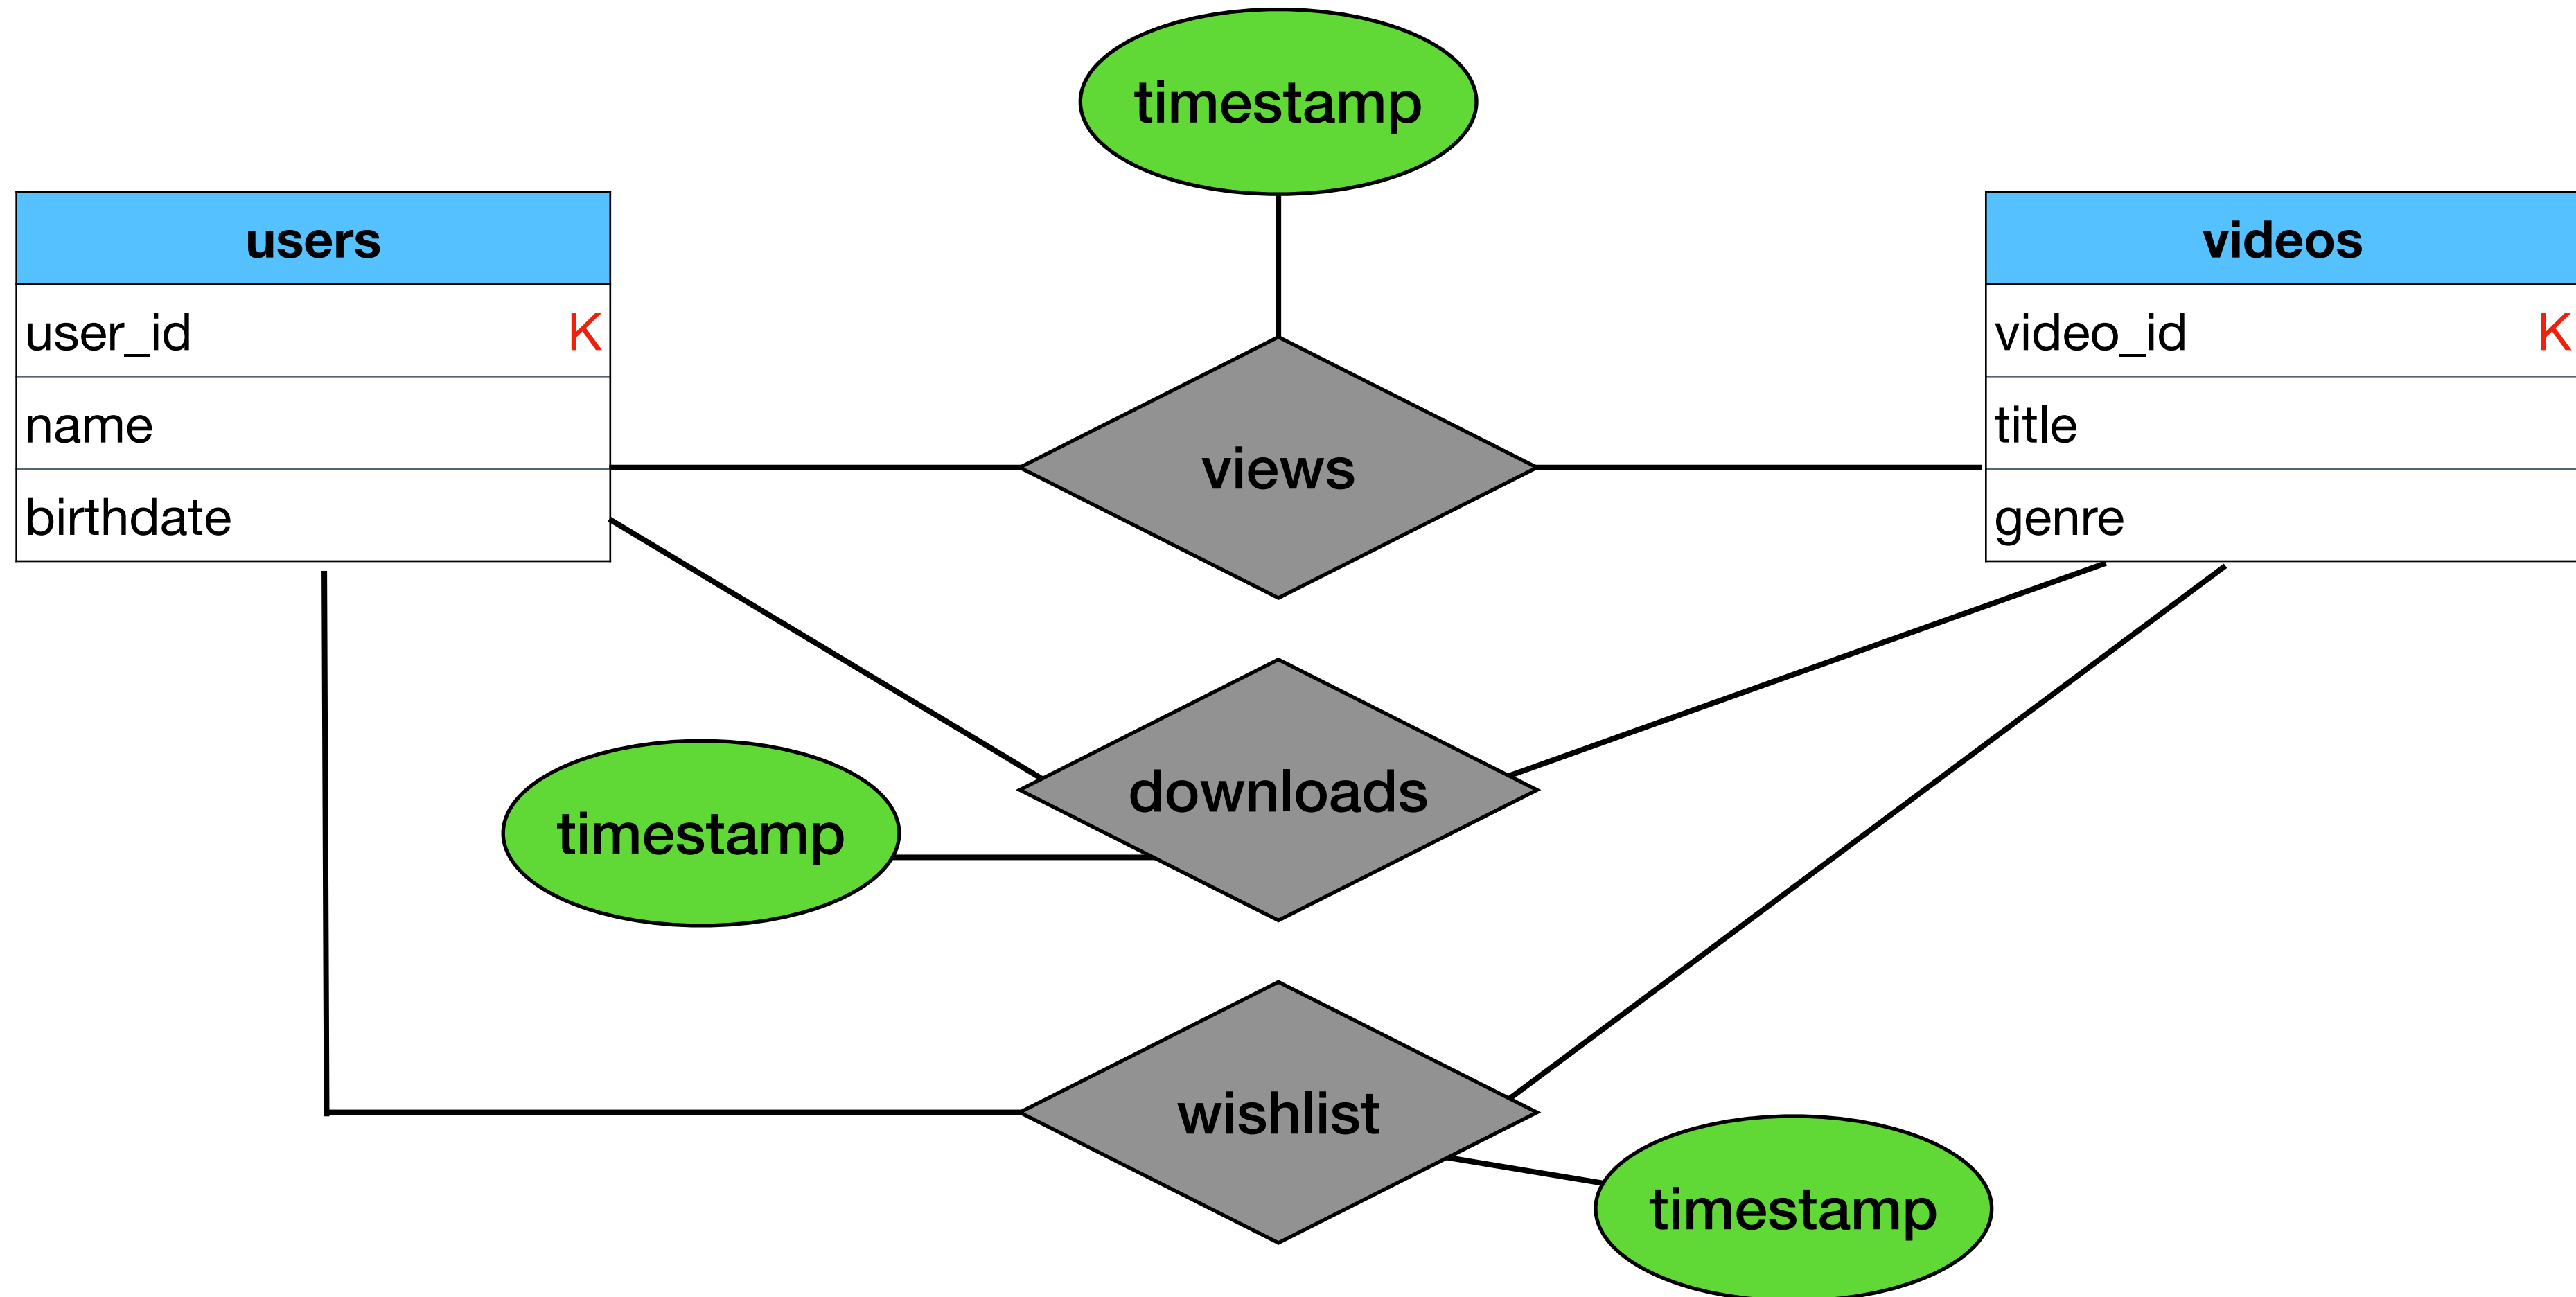 timestamp
users
user_id K
name
birthdate
videos
video_id K
title
genre
views
downloads
timestamp
wishlist
timestamp